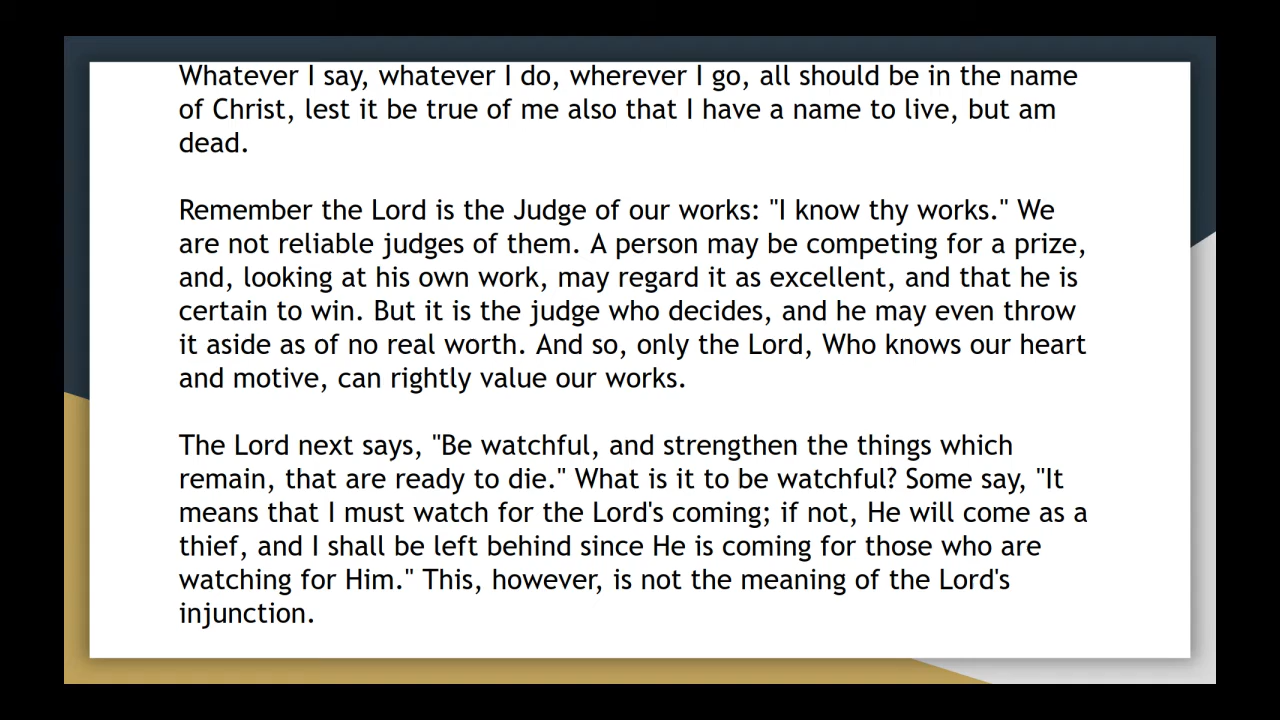 Whatever I say, whatever I do, wherever I go, all should be in the name
of Christ, lest it be true of me also that I have a name to live, but am
dead.
Remember the Lord is the Judge of our works: "I know thy works." We
are not reliable judges of them. A person may be competing for a prize,
and, looking at his own work, may regard it as excellent, and that he is
certain to win. But it is the judge who decides, and he may even throw
it aside as of no real worth. And so, only the Lord, Who knows our heart
and motive, can rightly value our works.
The Lord next says, "Be watchful, and strengthen the things which
remain, that are ready to die." What is it to be watchful? Some say, "It
means that I must watch for the Lord's coming; if not, He will come as a
thief, and I shall be left behind since He is coming for those who are
watching for Him." This, however, is not the meaning of the Lord's
injunction.